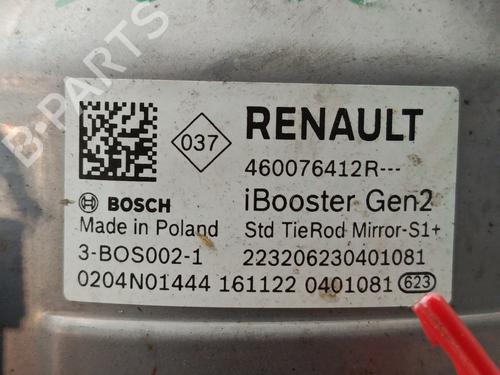 037
RENAULT
460076412R---
BOSCH
iBooster Gen2
Made in Poland
Std TieRod Mirror-S1+
3-BOS002-1
223206230401081
0204N01444 161122 0401081 623
B-PARTS